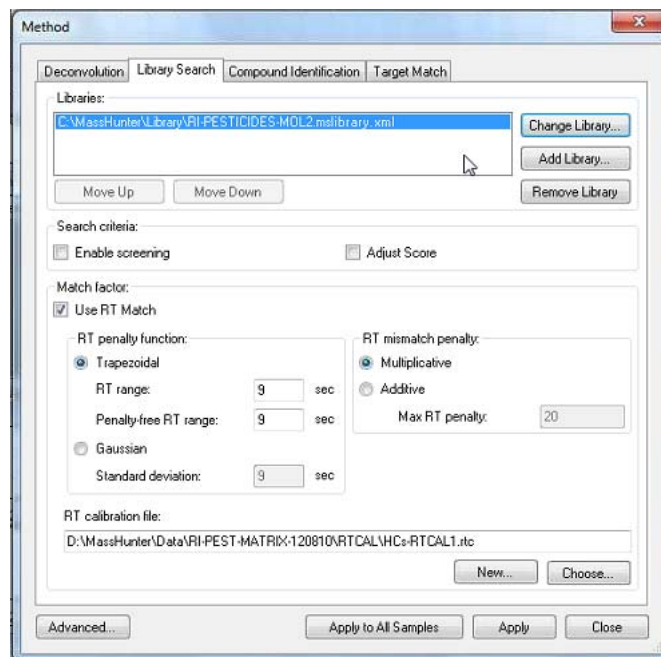 Method
Deconvolution Library Search Compound Identification Target Match
Libraries:
C:\MassHunter\Library\RI-PESTICIDES-MOL2.mslibrary.xml
Change Library...
Add Library...
Move Up Move Down Remove Library
Search criteria:
Enable screening Adjust Score
Match factor:
Use RT Match
RT penalty function: RT mismatch penalty:
Trapezoidal Multiplicative
RT range: 9 sec Additive
Penalty-free RT range: 9 sec Max RT penalty: 20
Gaussian
Standard deviation: 9 sec
RT calibration file:
D:\MassHunter\Data\RI-PEST-MATRIX-120810\RTCAL\HCs-RTCAL1.rtc
New... Choose...
Advanced... Apply to All Samples Apply Close